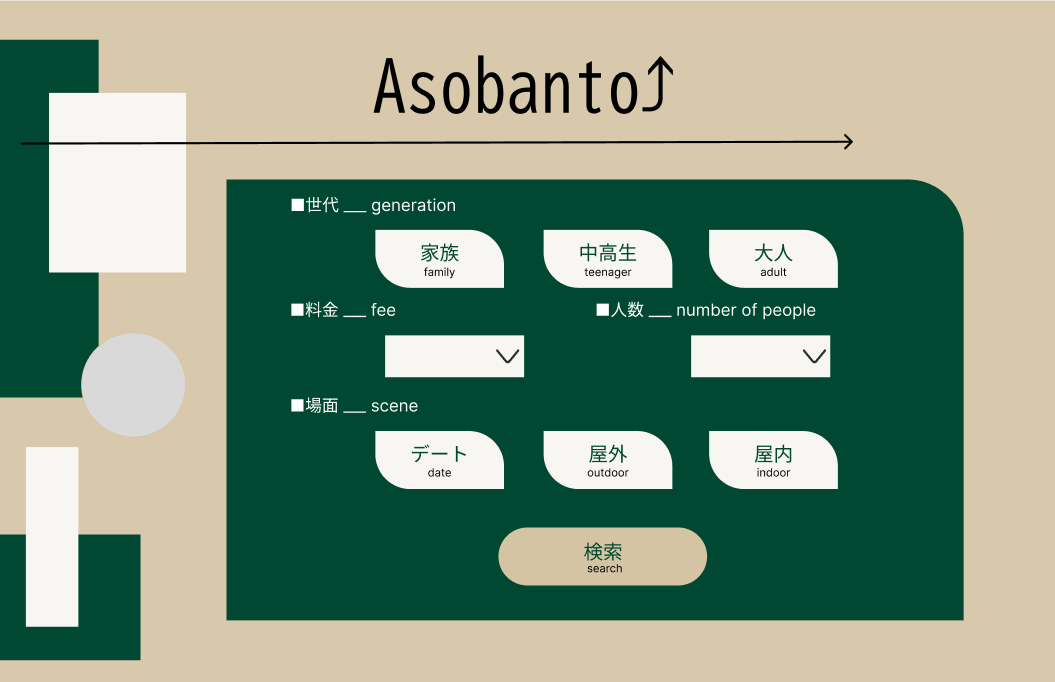 Asobanto⤴
■世代 ___ generation
家族
family
中高生
teenager
大人
adult
■料金 ___ fee
■人数 ___ number of people
■場面 ___ scene
デート
date
屋外
outdoor
屋内
indoor
検索
search